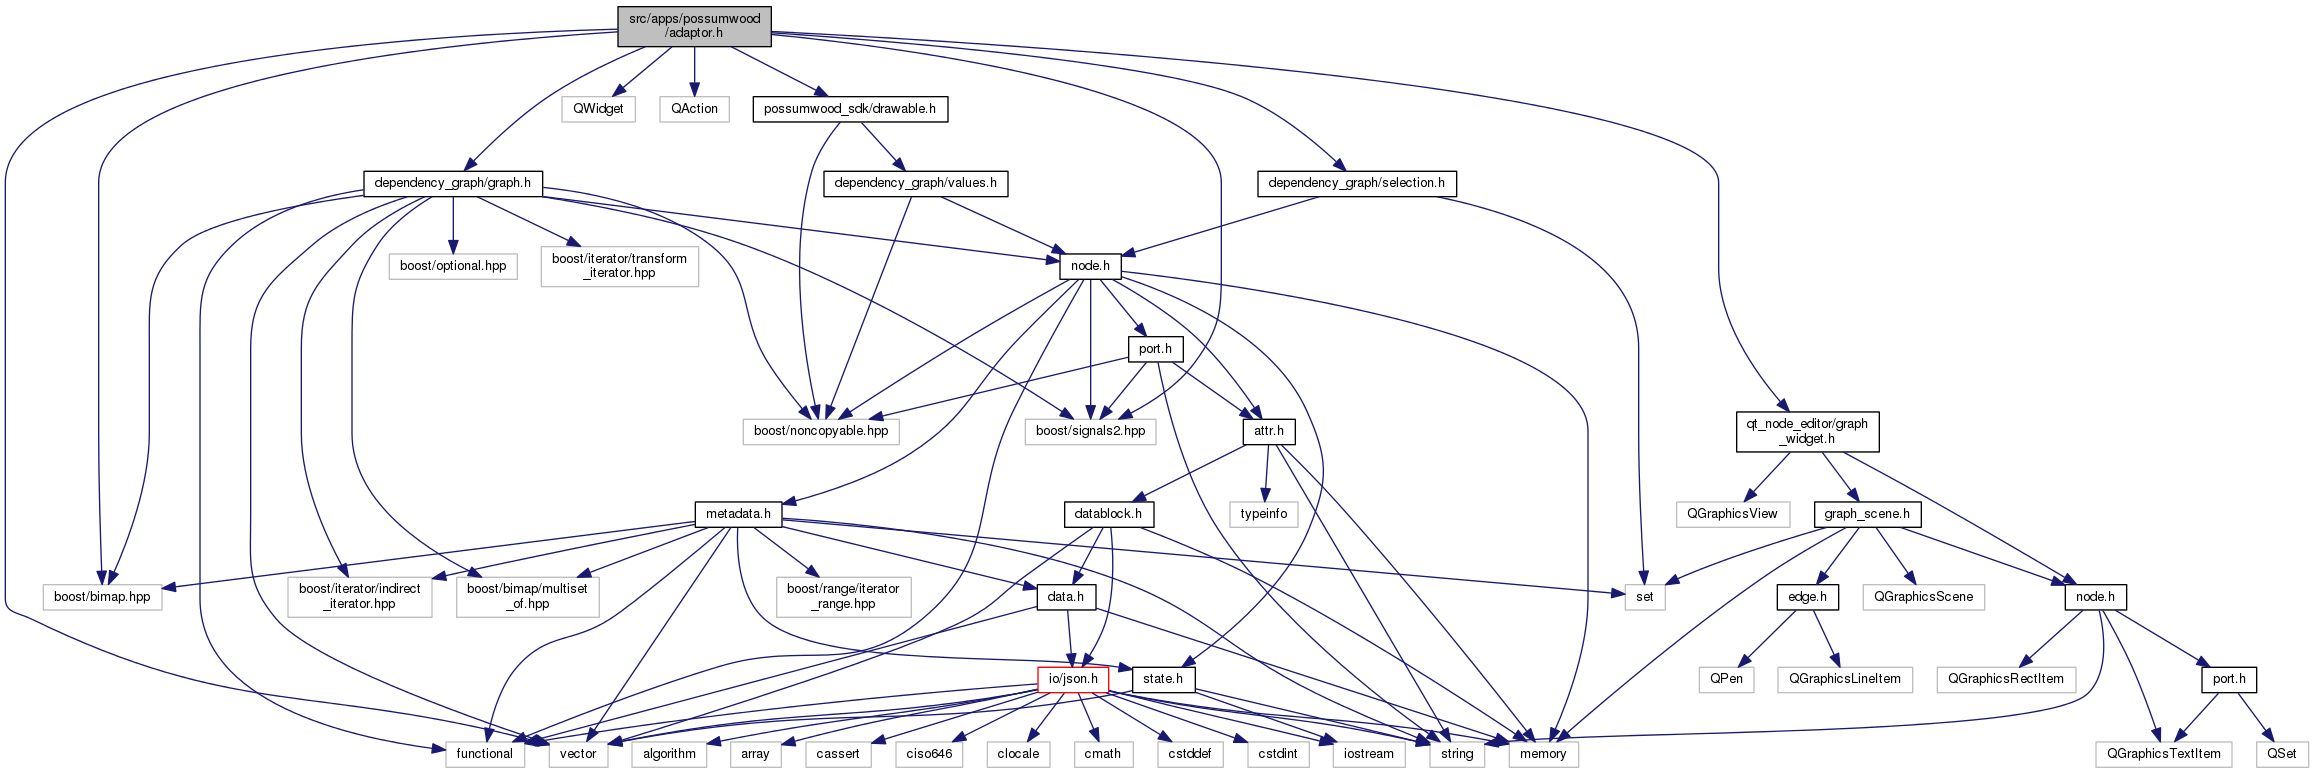 src/apps/possumwood
/adaptor.h
QWidget
QAction
possumwood_sdk/drawable.h
dependency_graph/graph.h
dependency_graph/values.h
dependency_graph/selection.h
boost/optional.hpp
boost/iterator/transform
_iterator.hpp
node.h
port.h
boost/noncopyable.hpp
boost/signals2.hpp
attr.h
qt_node_editor/graph
_widget.h
metadata.h
datablock.h
typeinfo
QGraphicsView
graph_scene.h
boost/bimap.hpp
boost/iterator/indirect
_iterator.hpp
boost/bimap/multiset
_of.hpp
boost/range/iterator
_range.hpp
data.h
set
edge.h
QGraphicsScene
node.h
io/json.h
state.h
QPen
QGraphicsLineItem
QGraphicsRectItem
port.h
functional
vector
algorithm
array
cassert
ciso646
clocale
cmath
cstddef
cstdint
iostream
string
memory
QGraphicsTextItem
QSet